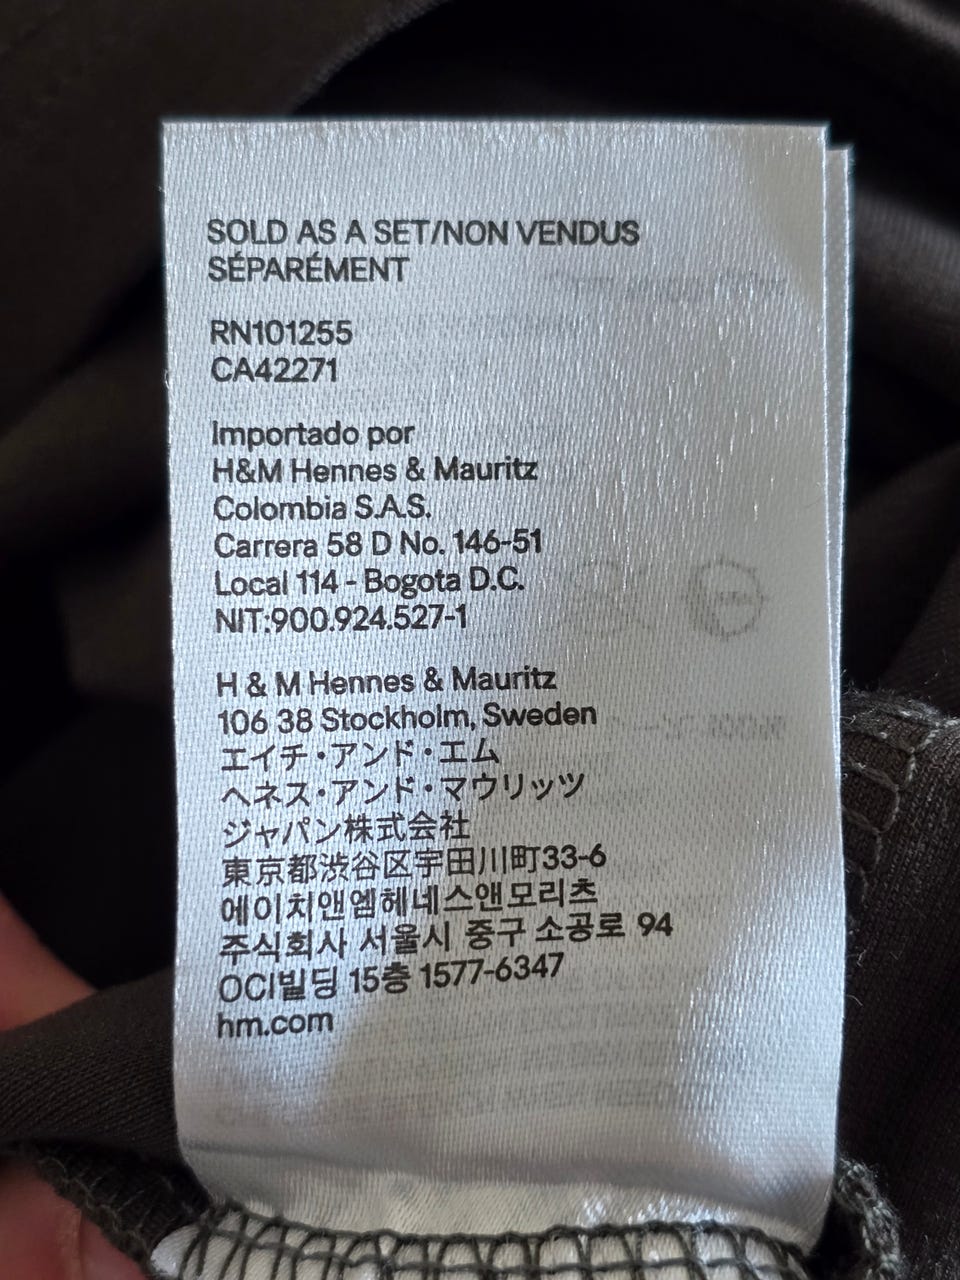 SOLD AS A SET/NON VENDUS
SÉPARÉMENT
RN101255
CA42271
Importado por
H&M Hennes & Mauritz
Colombia S.A.S.
Carrera 58 D No. 146-51
Local 114 - Bogota D.C.
NIT:900.924.527-1
H & M Hennes & Mauritz
106 38 Stockholm, Sweden
エイチ・アンド・エム
ヘネス・アンド・マウリッツ
ジャパン株式会社
東京都渋谷区宇田川町33-6
에이치앤엠헤네스앤모리츠
주식회사 서울시 중구 소공로 94
OCI빌딩 15층 1577-6347
hm.com